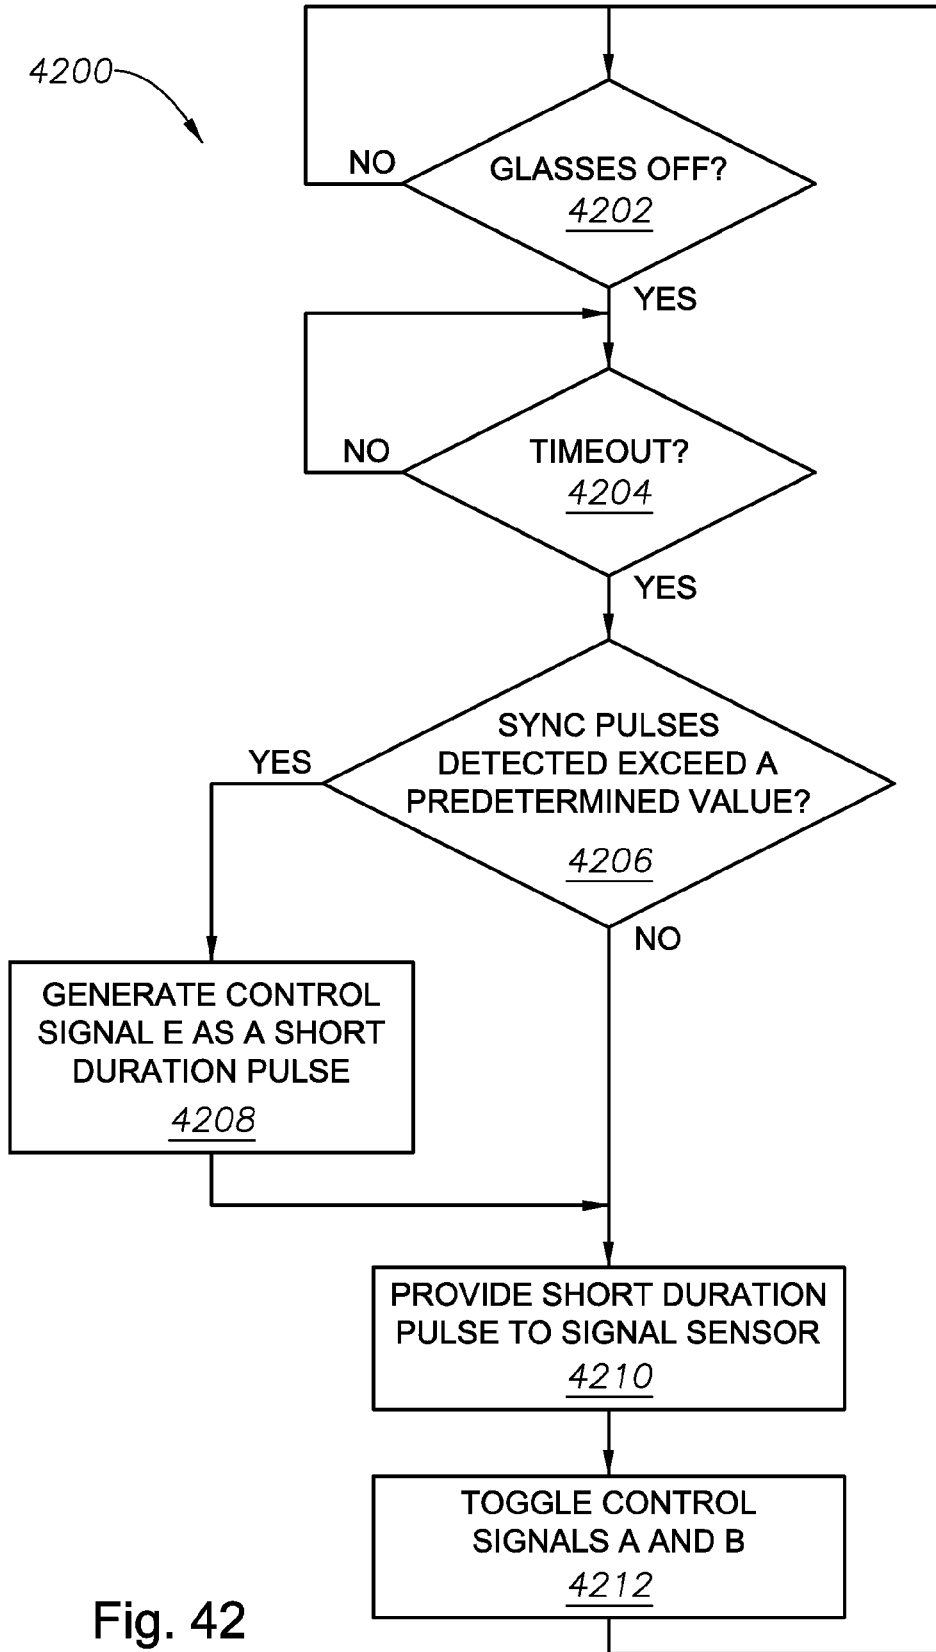 4200
NO
GLASSES OFF?
4202
YES
NO
TIMEOUT?
4204
YES
SYNC PULSES
DETECTED EXCEED A
PREDETERMINED VALUE?
4206
YES
NO
GENERATE CONTROL
SIGNAL E AS A SHORT
DURATION PULSE
4208
PROVIDE SHORT DURATION
PULSE TO SIGNAL SENSOR
4210
TOGGLE CONTROL
SIGNALS A AND B
4212
Fig. 42